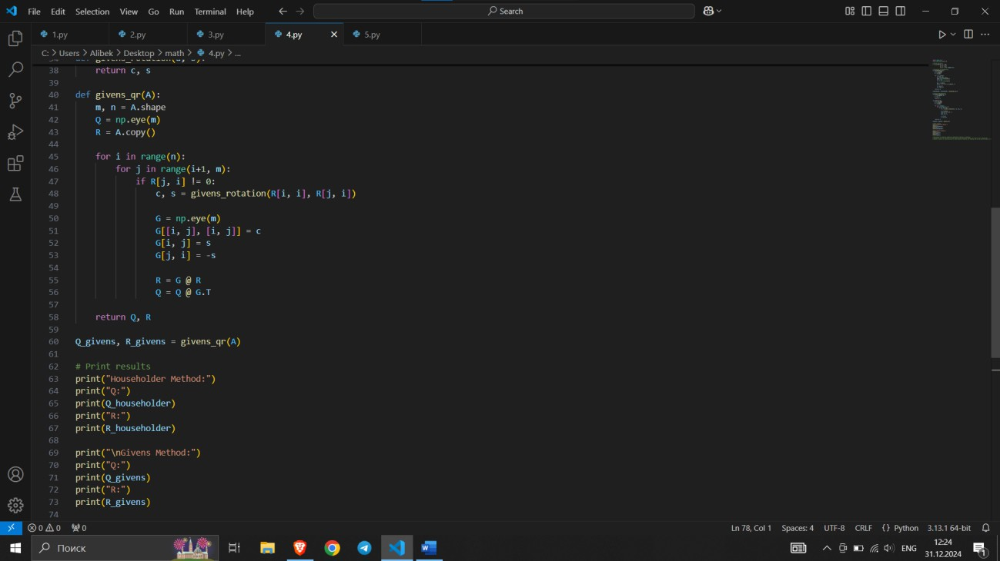 File Edit Selection View Go Run Terminal Help Search
1.py 2.py 3.py 4.py 5.py
C: > Users > Alibek > Desktop > math > 4.py > ...
38 return c, s
39
40 def givens_qr(A):
41 m, n = A.shape
42 Q = np.eye(m)
43 R = A.copy()
44
45 for i in range(n):
46 for j in range(i+1, m):
47 if R[j, i] != 0:
48 c, s = givens_rotation(R[i, i], R[j, i])
49
50 G = np.eye(m)
51 G[[i, j], [i, j]] = c
52 G[i, j] = s
53 G[j, i] = -s
54
55 R = G @ R
56 Q = Q @ G.T
57
58 return Q, R
59
60 Q_givens, R_givens = givens_qr(A)
61
62 # Print results
63 print("Householder Method:")
64 print("Q:")
65 print(Q_householder)
66 print("R:")
67 print(R_householder)
68
69 print("\nGivens Method:")
70 print("Q:")
71 print(Q_givens)
72 print("R:")
73 print(R_givens)
74
0 0 0 Ln 78, Col 1 Spaces: 4 UTF-8 CRLF {} Python 3.13.1 64-bit
Поиск ENG 12:24
31.12.2024 1